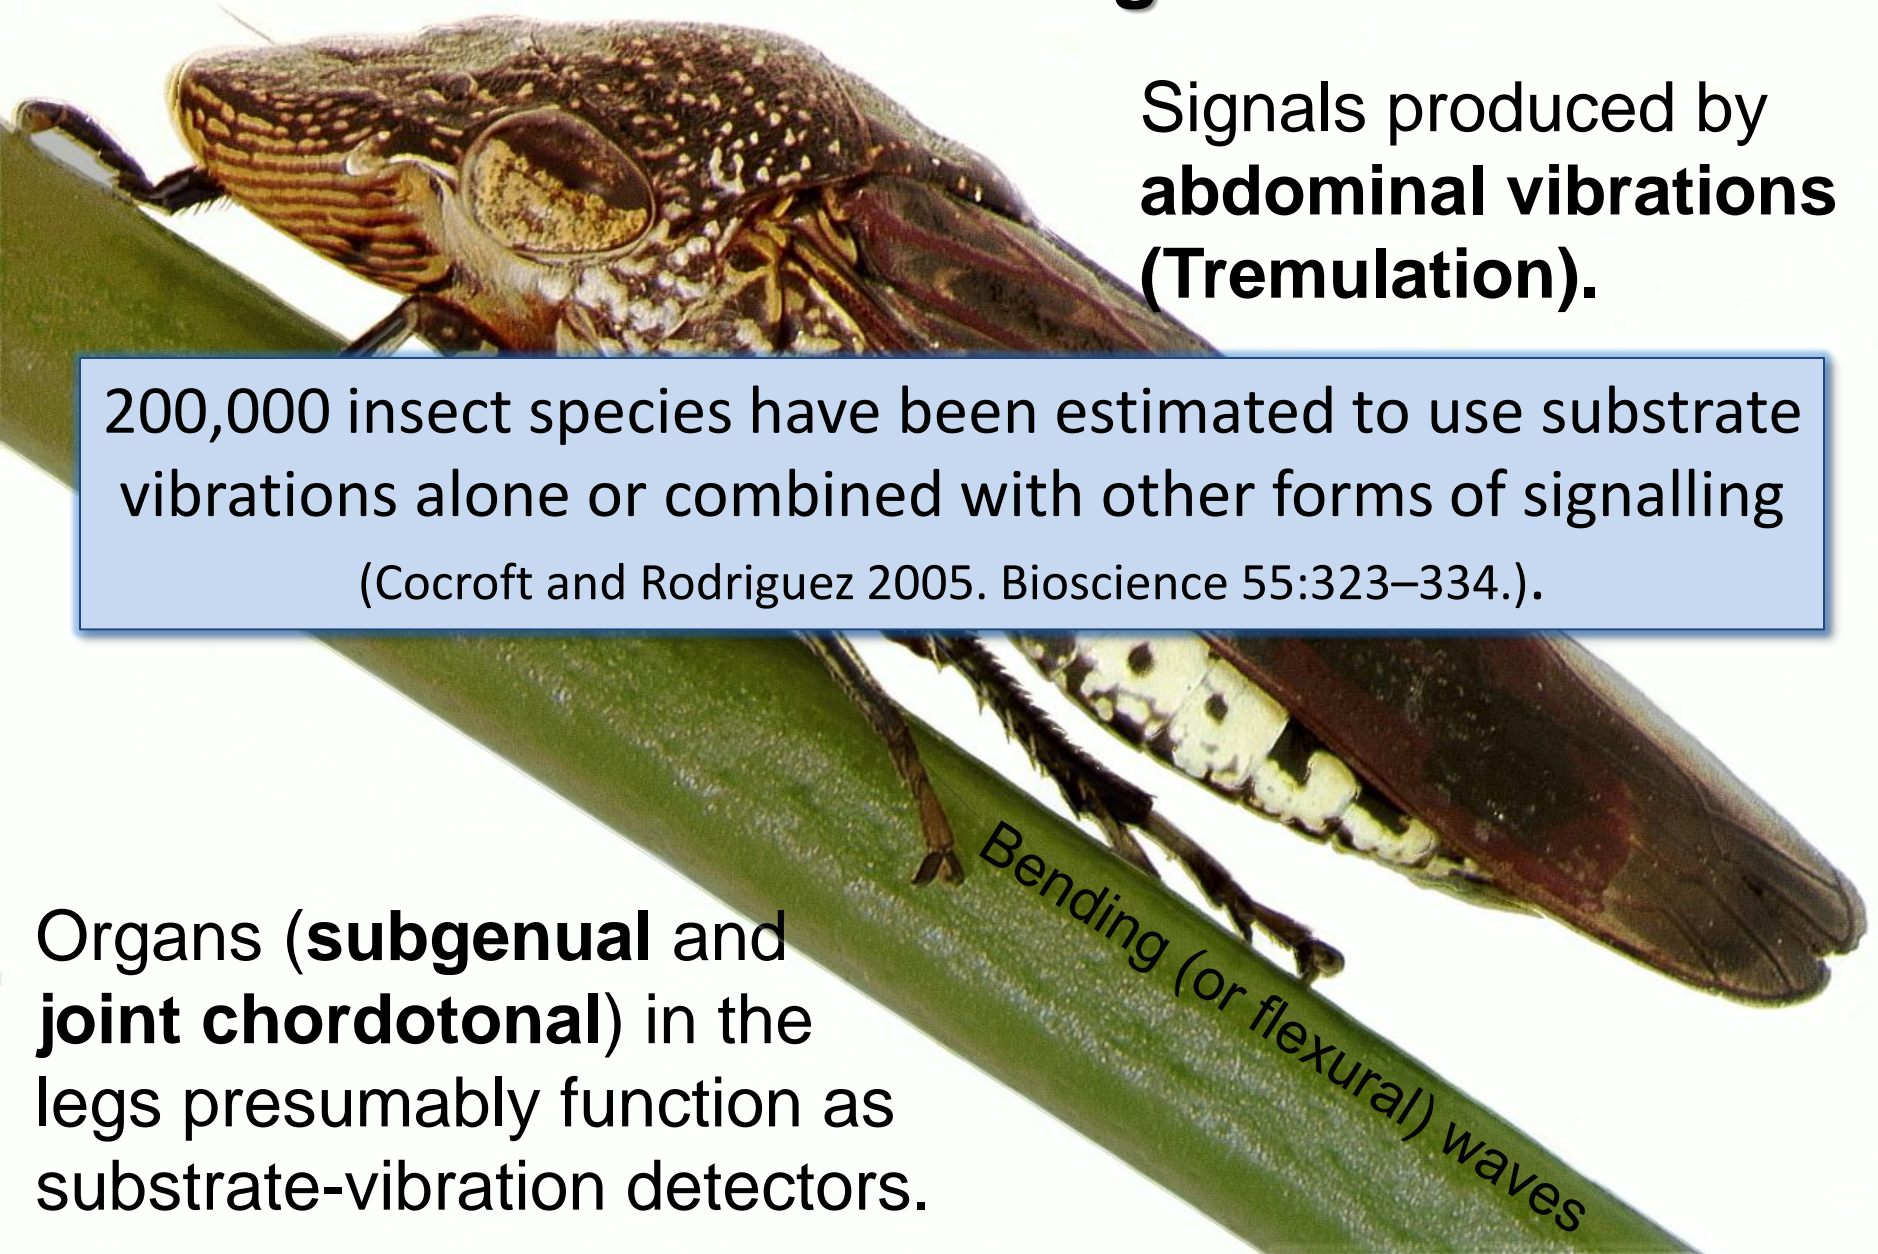 Signals produced by
abdominal vibrations
(Tremulation).
200,000 insect species have been estimated to use substrate
vibrations alone or combined with other forms of signalling
(Cocroft and Rodriguez 2005. Bioscience 55:323–334.).
Bending (or flexural) waves
Organs (subgenual and
joint chordotonal) in the
legs presumably function as
substrate-vibration detectors.